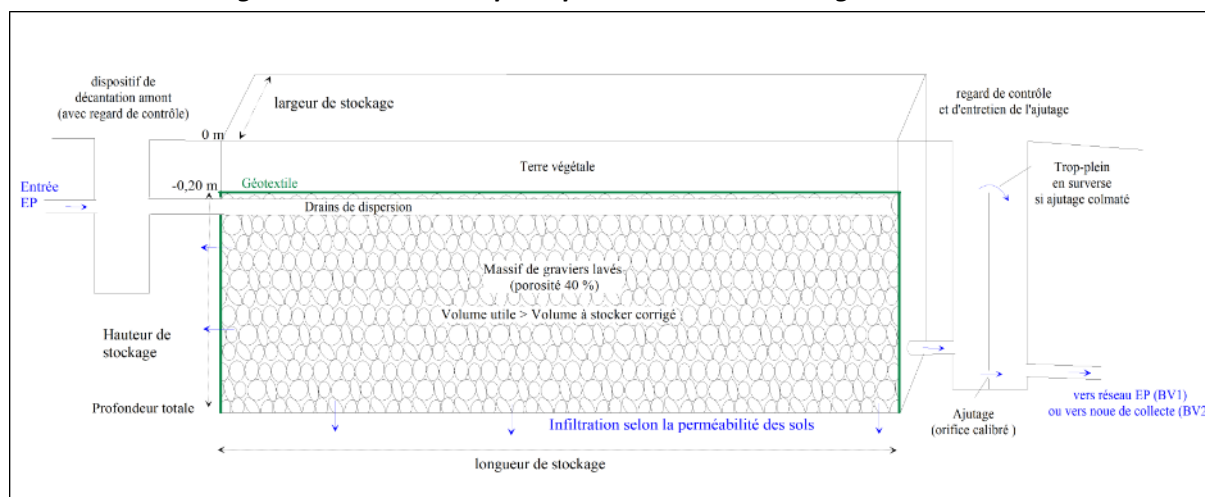 dispositif de
décantation amont
(avec regard de contrôle)
largeur de stockage
regard de contrôle
et d'entretien de l'ajutage
0 m
Terre végétale
Trop-plein
en surverse
si ajutage colmaté
-0,20 m
Géotextile
Entrée
EP
Drains de dispersion
Massif de graviers lavés
(porosité 40 %)
Volume utile > Volume à stocker corrigé
Hauteur de
stockage
Profondeur totale
Infiltration selon la perméabilité des sols
longueur de stockage
Ajutage
(orifice calibré )
vers réseau EP (BV1)
ou vers noue de collecte (BV2